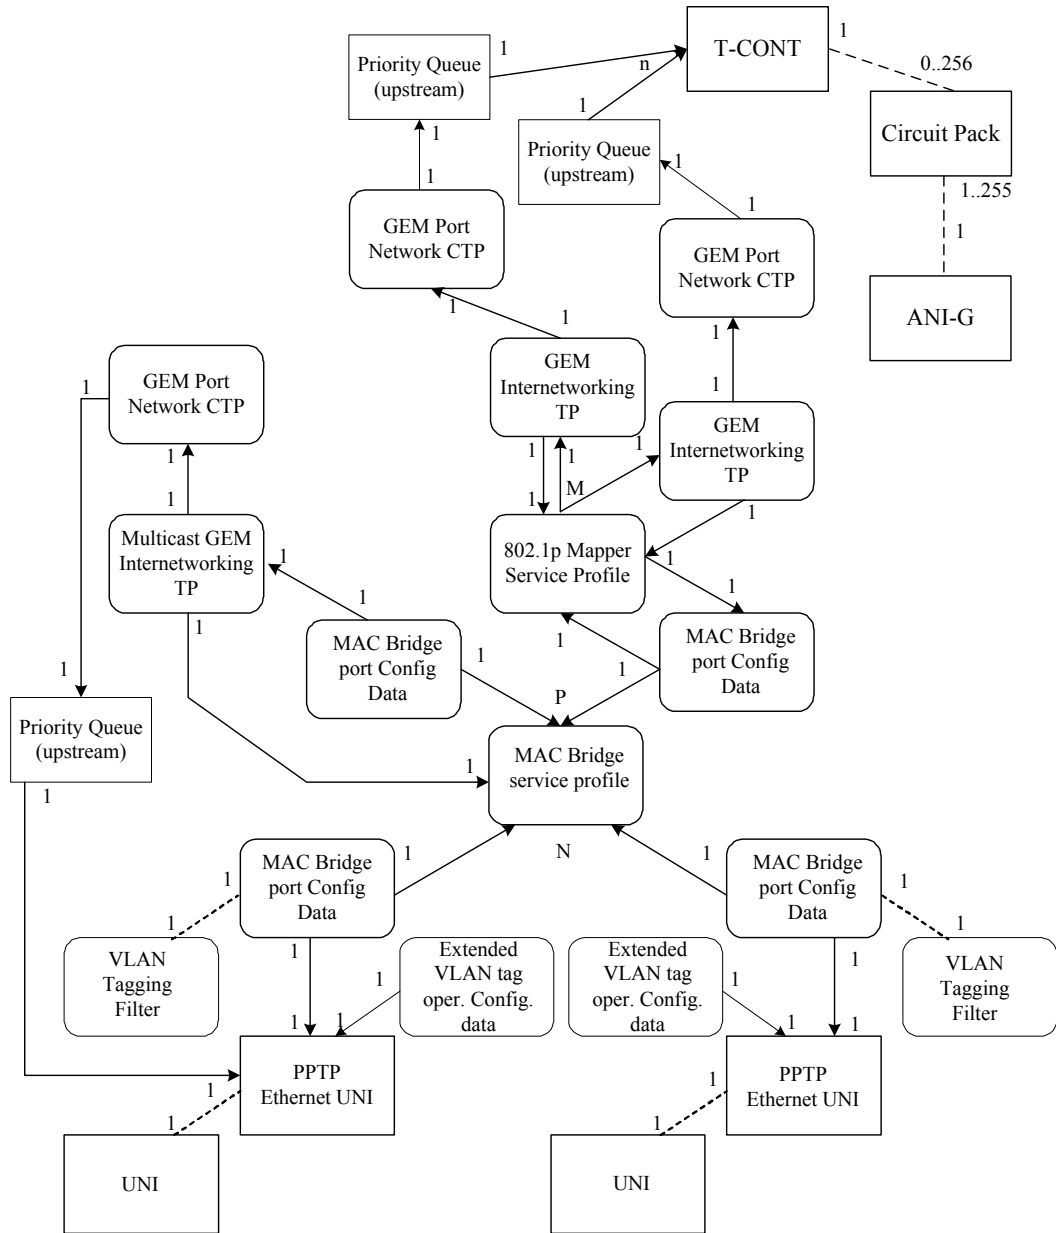 1
T-CONT
1
Priority Queue
(upstream)
n
0..256
1
1
Circuit Pack
Priority Queue
(upstream)
1
1
1..255
1
GEM Port
Network CTP
1
GEM Port
Network CTP
1
1
1
ANI-G
1
GEM
Internetworking
TP
GEM Port
Network CTP
1
1
1
GEM
Internetworking
TP
1
1
1
1
M
1
1
1
Multicast GEM
Internetworking
TP
1
802.1p Mapper
Service Profile
1
1
1
1
MAC Bridge
port Config
Data
1
1
1
MAC Bridge
port Config
Data
1
P
Priority Queue
(upstream)
MAC Bridge
service profile
1
1
MAC Bridge
port Config
Data
1
N
1
MAC Bridge
port Config
Data
1
1
1
1
VLAN
Tagging
Filter
1
Extended
VLAN tag
oper. Config.
data
1
Extended
VLAN tag
oper. Config.
data
1
1
VLAN
Tagging
Filter
1
1
1
1
PPTP
Ethernet UNI
PPTP
Ethernet UNI
1
1
1
1
UNI
UNI